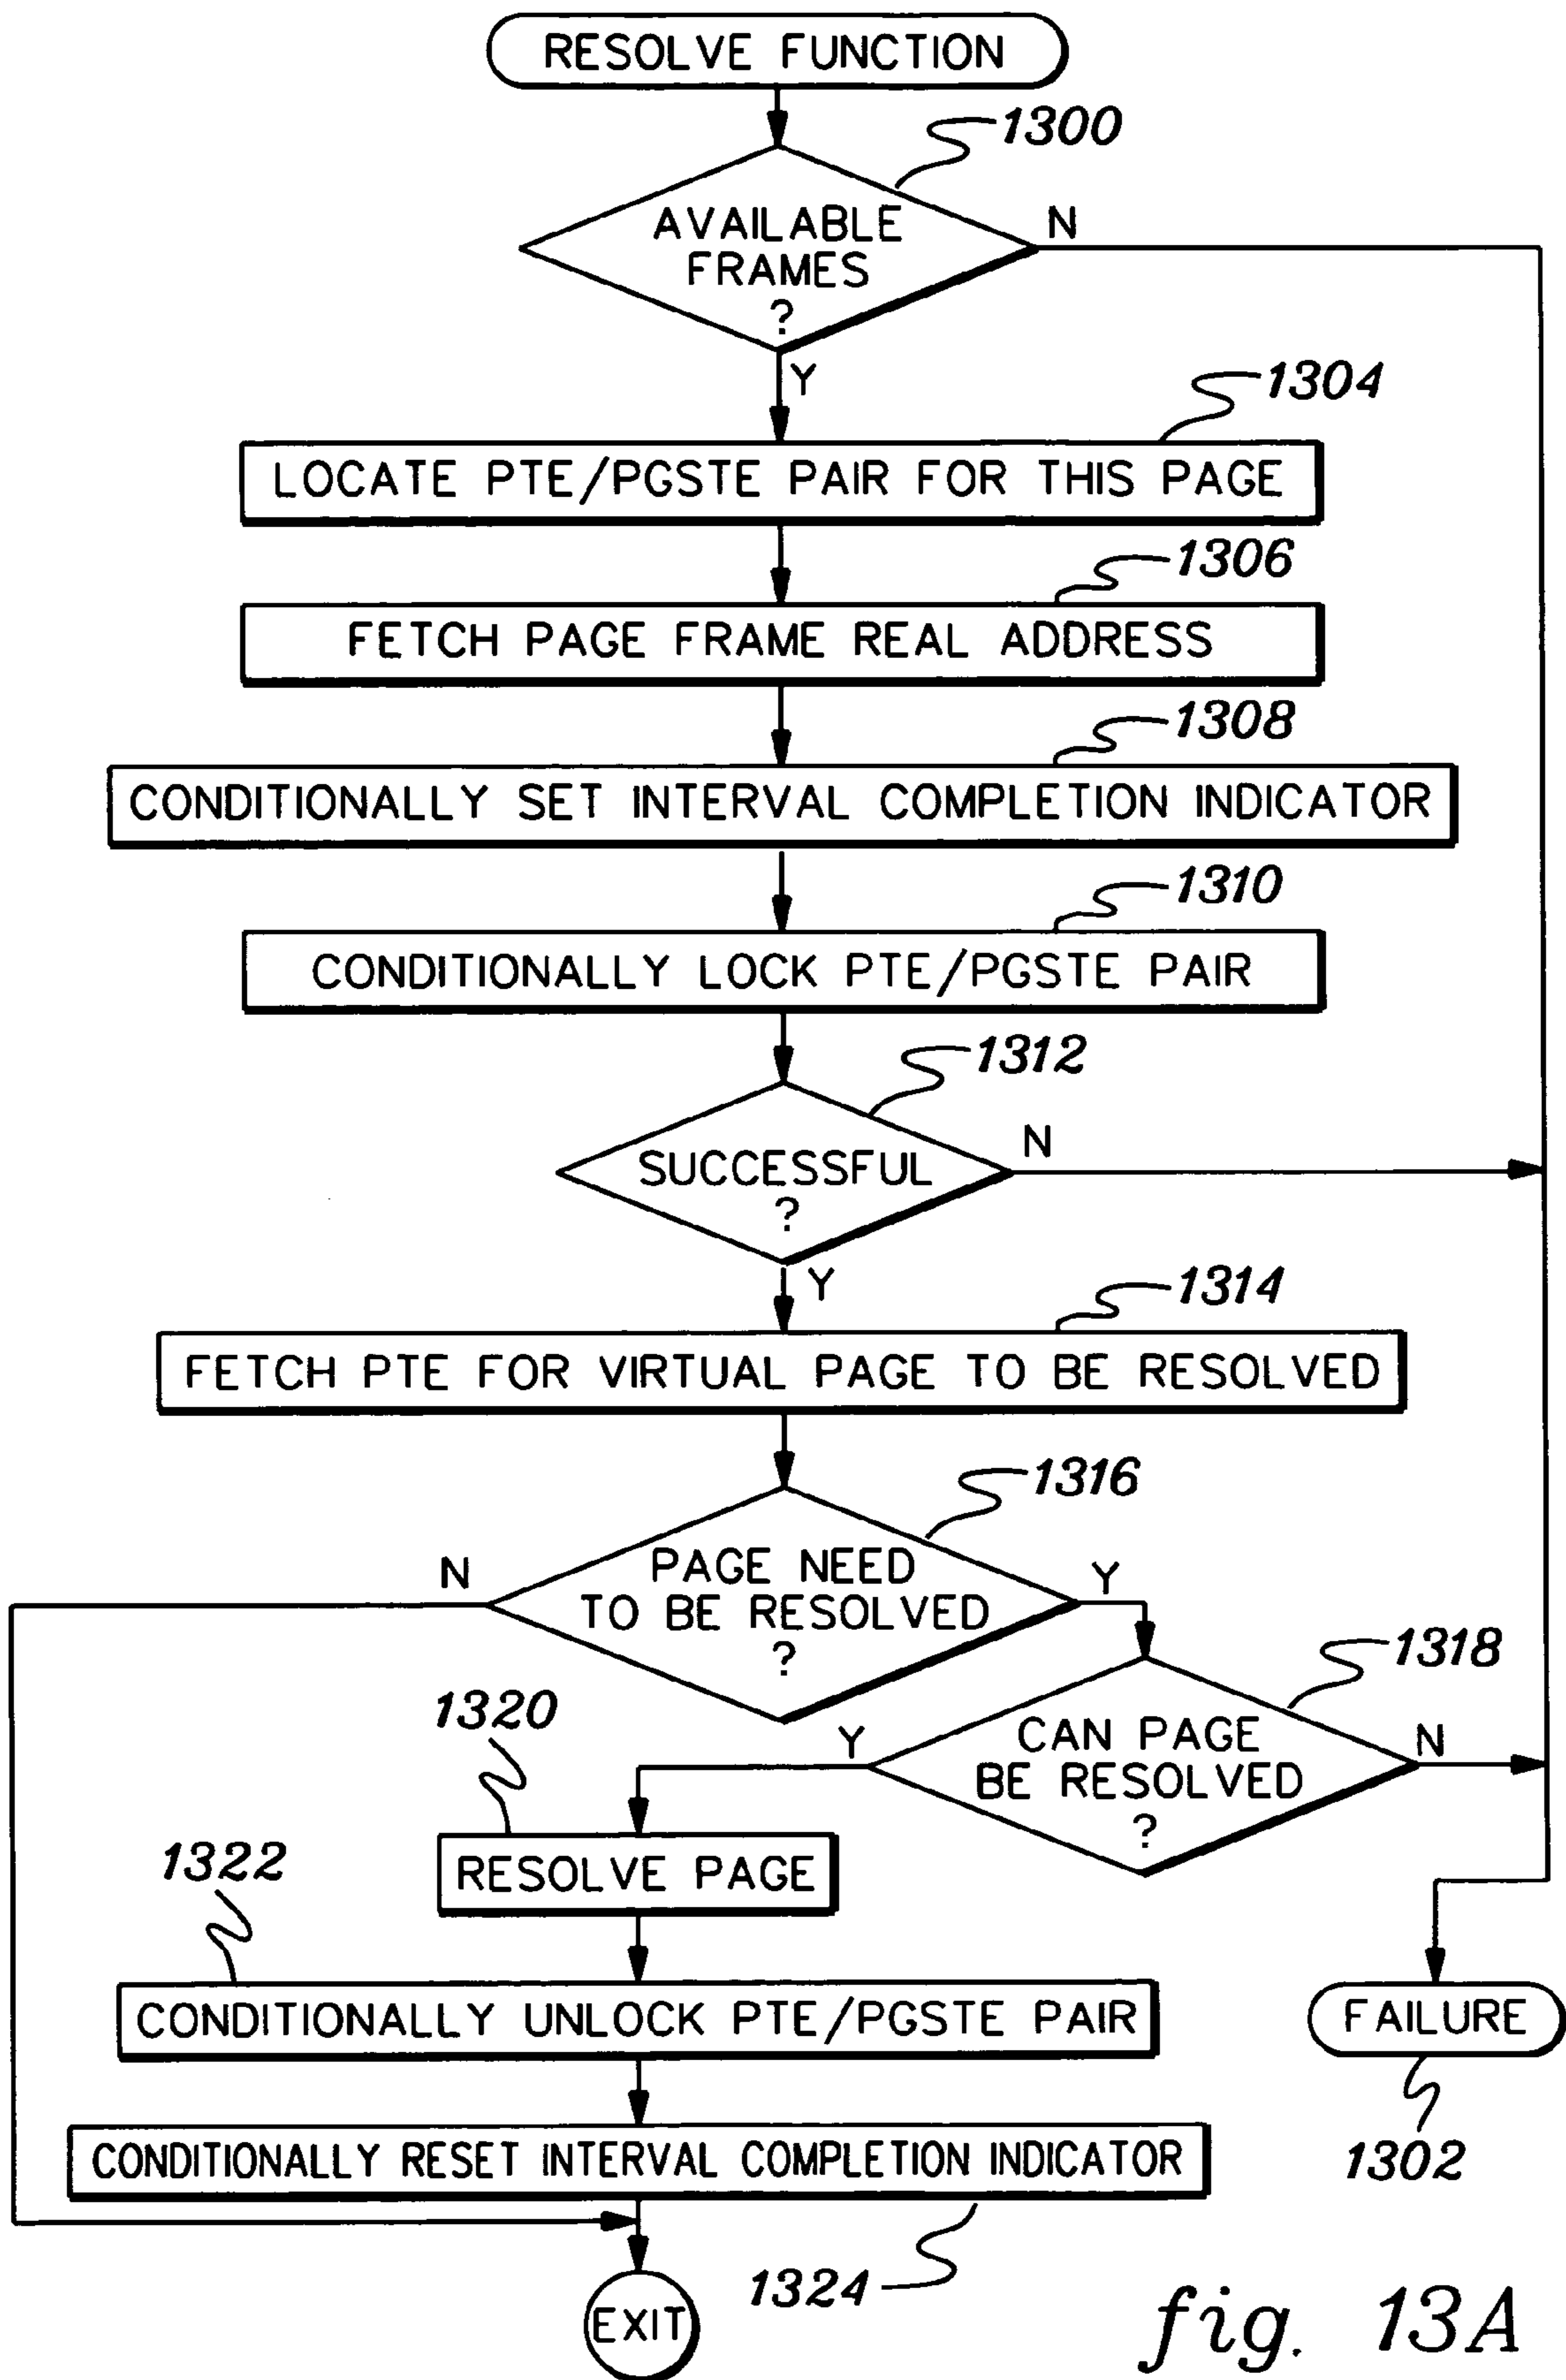 RESOLVE FUNCTION
1300
AVAILABLE
FRAMES
?
N
Y
1304
LOCATE PTE/PGSTE PAIR FOR THIS PAGE
1306
FETCH PAGE FRAME REAL ADDRESS
1308
CONDITIONALLY SET INTERVAL COMPLETION INDICATOR
1310
CONDITIONALLY LOCK PTE/PGSTE PAIR
1312
SUCCESSFUL
?
N
Y
1314
FETCH PTE FOR VIRTUAL PAGE TO BE RESOLVED
1316
PAGE NEED
TO BE RESOLVED
?
N
Y
1318
CAN PAGE
BE RESOLVED
?
Y
N
1320
RESOLVE PAGE
1322
CONDITIONALLY UNLOCK PTE/PGSTE PAIR
FAILURE
1302
CONDITIONALLY RESET INTERVAL COMPLETION INDICATOR
1324
EXIT
fig. 13A